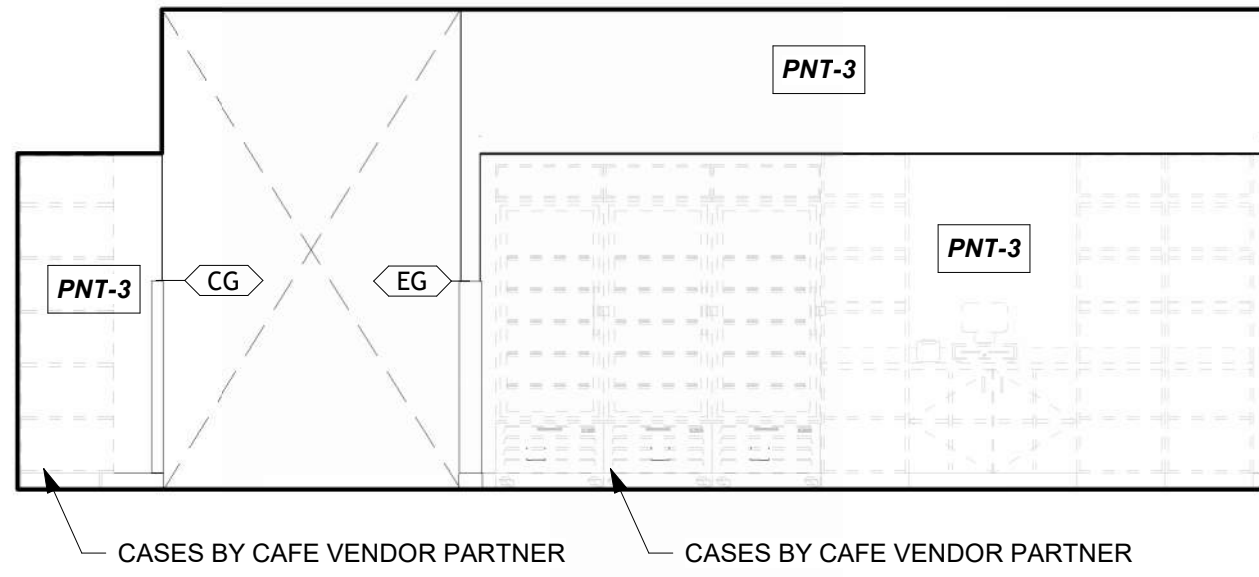 PNT-3
PNT-3
PNT-3
CG
EG
CASES BY CAFE VENDOR PARTNER
CASES BY CAFE VENDOR PARTNER